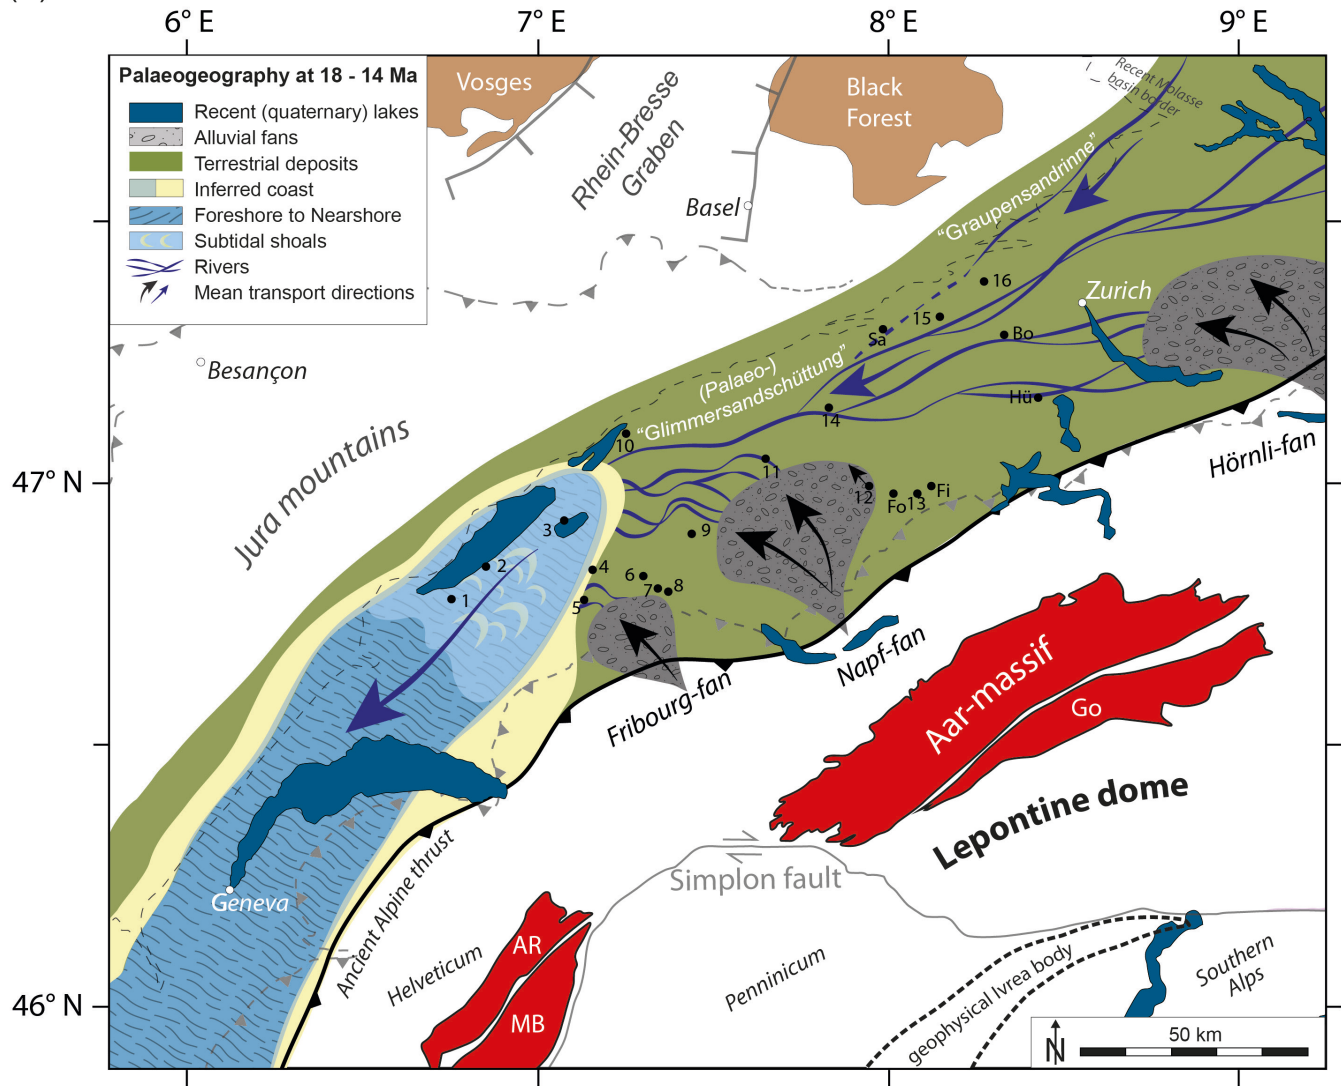 6° E
7° E
8° E
9° E
Palaeogeography at 18 - 14 Ma
Recent (quaternary) lakes
Alluvial fans
Terrestrial deposits
Inferred coast
Foreshore to Nearshore
Subtidal shoals
Rivers
Mean transport directions
Vosges
Rhein-Bresse
Graben
Black
Forest
Recent Molasse
basin border
Basel
“Graupensandrinne”
16
Zurich
15
Sa
Bo
Besançon
(Palaeo-)
“Glimmersandschüttung”
Hü
14
10
Jura mountains
11
Hörnli-fan
47° N
12
Fo
13
Fi
3
9
2
4
6
7
8
1
5
Napf-fan
Fribourg-fan
Aar-massif
Go
Lepontine dome
Simplon fault
Geneva
Ancient Alpine thrust
Helveticum
AR
Penninicum
geophysical Ivrea body
Southern
Alps
46° N
MB
N
50 km